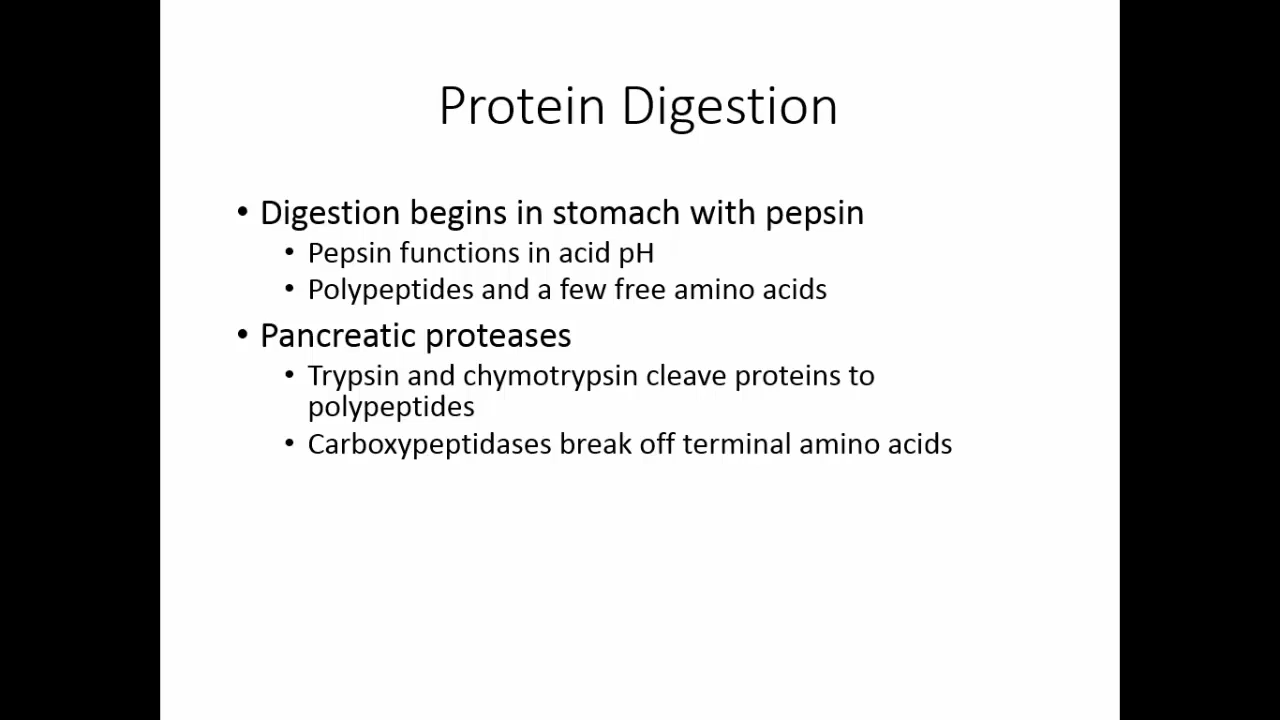 Protein Digestion
• Digestion begins in stomach with pepsin
• Pepsin functions in acid pH
• Polypeptides and a few free amino acids
• Pancreatic proteases
• Trypsin and chymotrypsin cleave proteins to
polypeptides
• Carboxypeptidases break off terminal amino acids